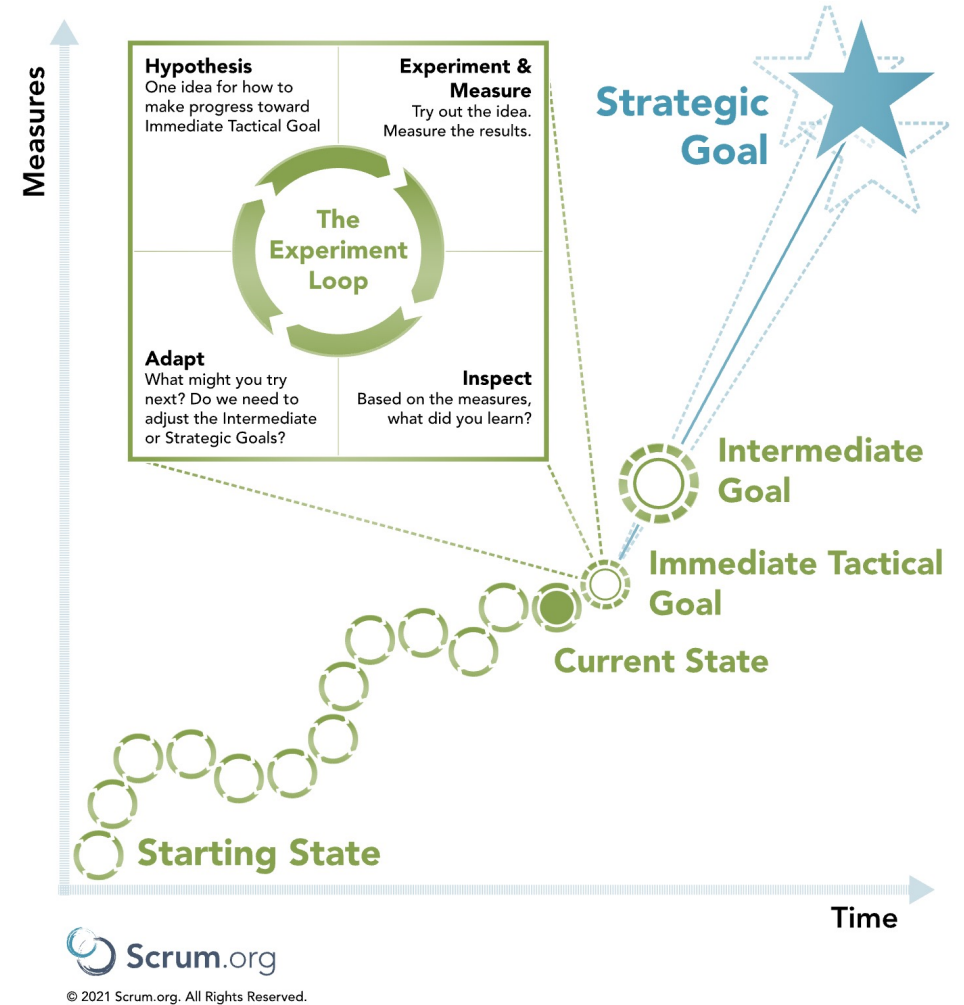 Measures
Hypothesis
One idea for how to
make progress toward
Immediate Tactical Goal
Experiment &
Measure
Try out the idea.
Measure the results.
The
Experiment
Loop
Adapt
What might you try
next? Do we need to
adjust the Intermediate
or Strategic Goals?
Inspect
Based on the measures,
what did you learn?
Strategic
Goal
Intermediate
Goal
Immediate Tactical
Goal
Current State
Starting State
Time
Scrum.org
© 2021 Scrum.org. All Rights Reserved.